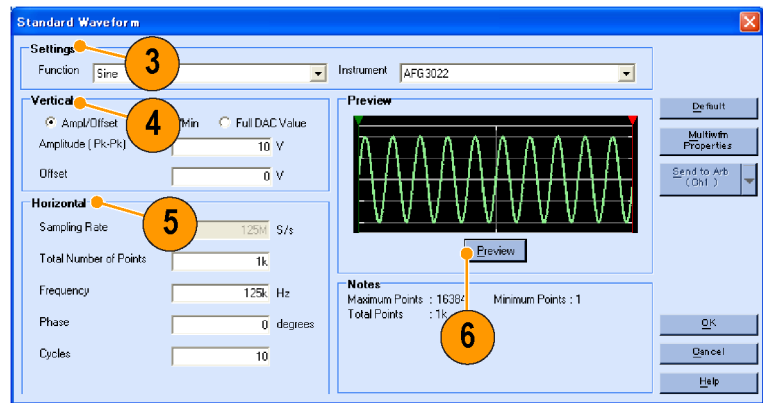 Standard Waveform
Settings
3
Function Sine Instrument AFG3022
Vertical
4
Ampl/Offset /Min Full DAC Value
Amplitude (Pk-Pk) 10 V
Offset 0 V
Horizontal
5
Sampling Rate 125M S/s
Total Number of Points 1k
Frequency 125k Hz
Phase 0 degrees
Cycles 10
Preview
Preview
6
Notes
Maximum Points : 16384 Minimum Points : 1
Total Points : 1k
Default
Multiwfm
Properties
Send to Arb
(Ch1 )
OK
Cancel
Help